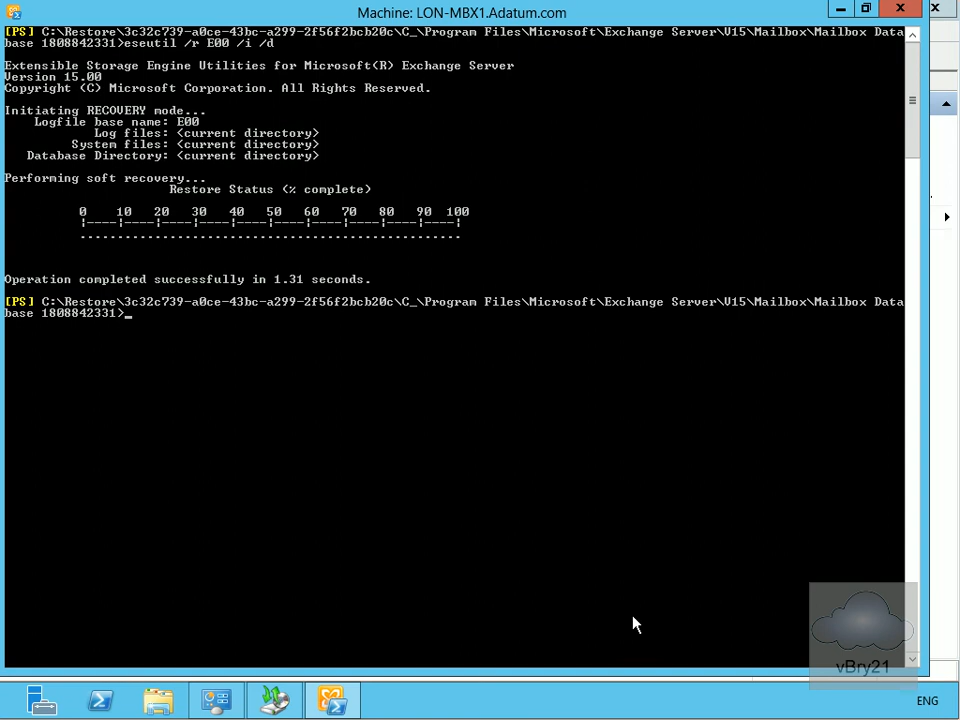 Machine: LON-MBX1.Adatum.com
[PS] C:\Restore\3c32c739-a0ce-43bc-a299-2f56f2bcb20c\C_\Program Files\Microsoft\Exchange Server\V15\Mailbox\Mailbox Data
base 1808842331>eseutil /r E00 /i /d
Extensible Storage Engine Utilities for Microsoft(R) Exchange Server
Version 15.00
Copyright (C) Microsoft Corporation. All Rights Reserved.
Initiating RECOVERY mode...
Logfile base name: E00
Log files: <current directory>
System files: <current directory>
Database Directory: <current directory>
Performing soft recovery...
Restore Status (% complete)
0 10 20 30 40 50 60 70 80 90 100
|----|----|----|----|----|----|----|----|----|----|
...................................................
Operation completed successfully in 1.31 seconds.
[PS] C:\Restore\3c32c739-a0ce-43bc-a299-2f56f2bcb20c\C_\Program Files\Microsoft\Exchange Server\V15\Mailbox\Mailbox Data
base 1808842331>_
vBry21
ENG